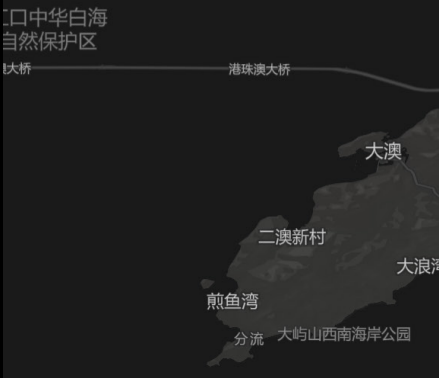 江口中华白海
自然保护区
澳大桥
港珠澳大桥
大澳
二澳新村
大浪湾
煎鱼湾
分流
大屿山西南海岸公园